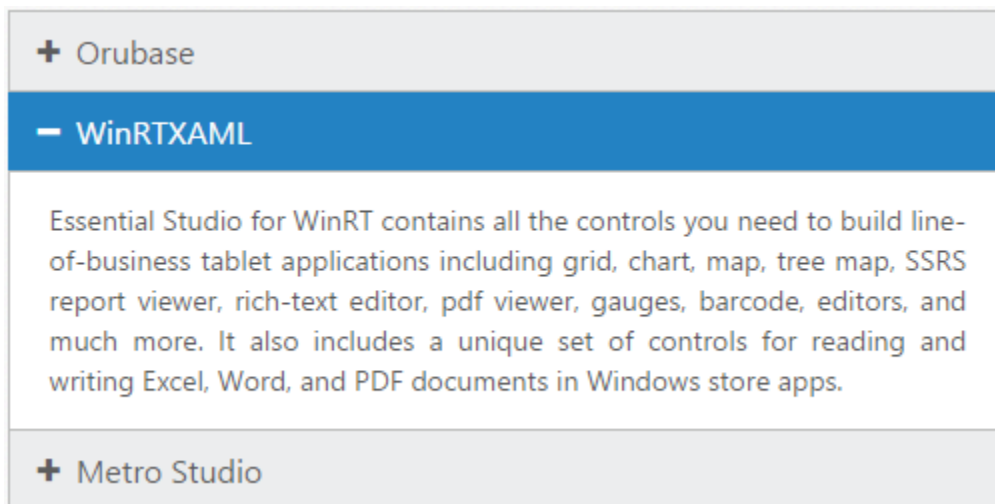 Orubase
WinRTXAML
Essential Studio for WinRT contains all the controls you need to build line-
of-business tablet applications including grid, chart, map, tree map, SSRS
report viewer, rich-text editor, pdf viewer, gauges, barcode, editors, and
much more. It also includes a unique set of controls for reading and
writing Excel, Word, and PDF documents in Windows store apps.
Metro Studio